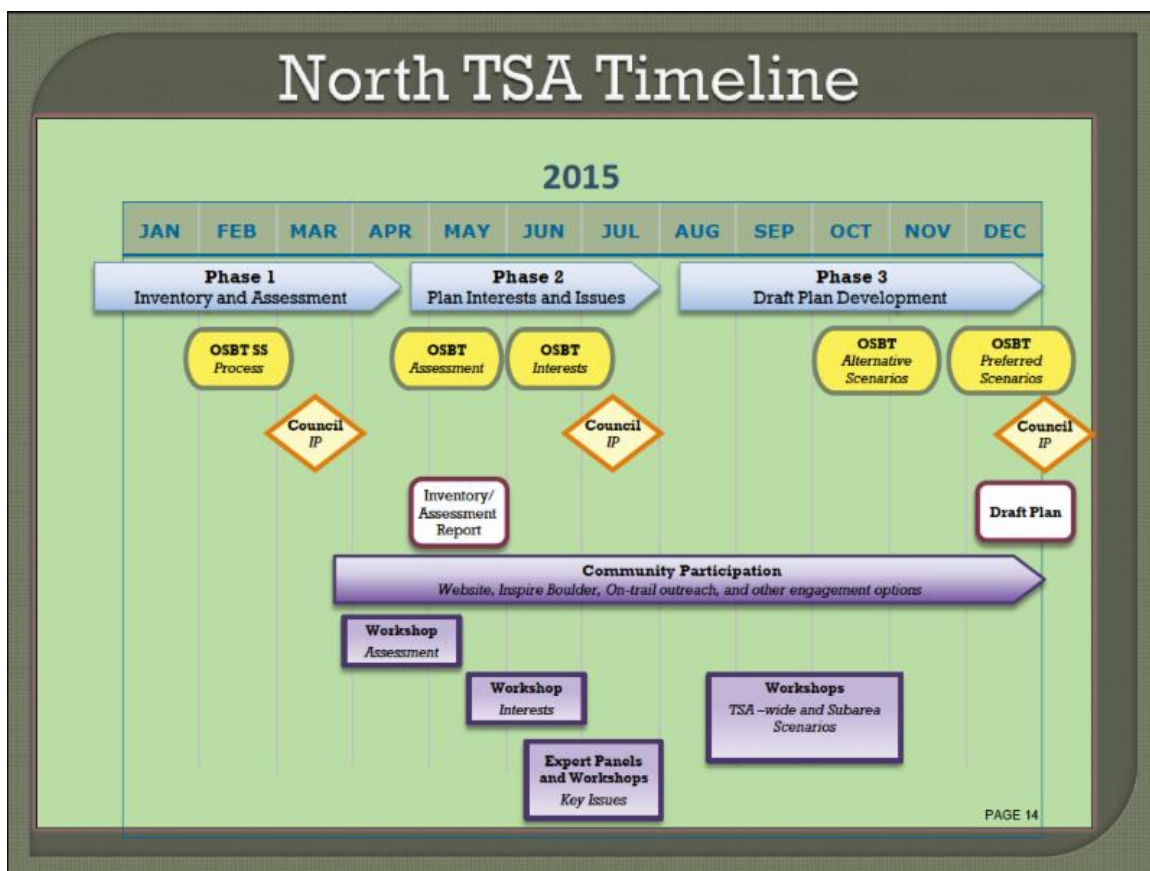 North TSA Timeline
2015
JAN FEB MAR APR MAY JUN JUL AUG SEP OCT NOV DEC
Phase 1
Inventory and Assessment
Phase 2
Plan Interests and Issues
Phase 3
Draft Plan Development
OSBT SS
Process
OSBT
Assessment
OSBT
Interests
OSBT
Alternative
Scenarios
OSBT
Preferred
Scenarios
Council
IP
Council
IP
Council
IP
Inventory/
Assessment
Report
Draft Plan
Community Participation
Website, Inspire Boulder, On-trail outreach, and other engagement options
Workshop
Assessment
Workshop
Interests
Workshops
TSA –wide and Subarea
Scenarios
Expert Panels
and Workshops
Key Issues
PAGE 14